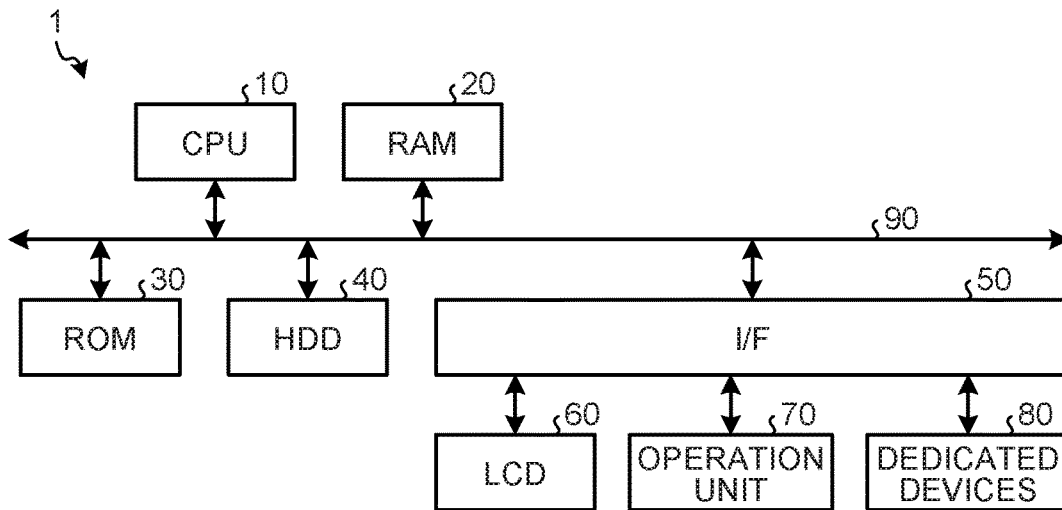 1
10
20
CPU
RAM
90
30
40
50
ROM
HDD
I/F
60
70
80
LCD
OPERATION
UNIT
DEDICATED
DEVICES